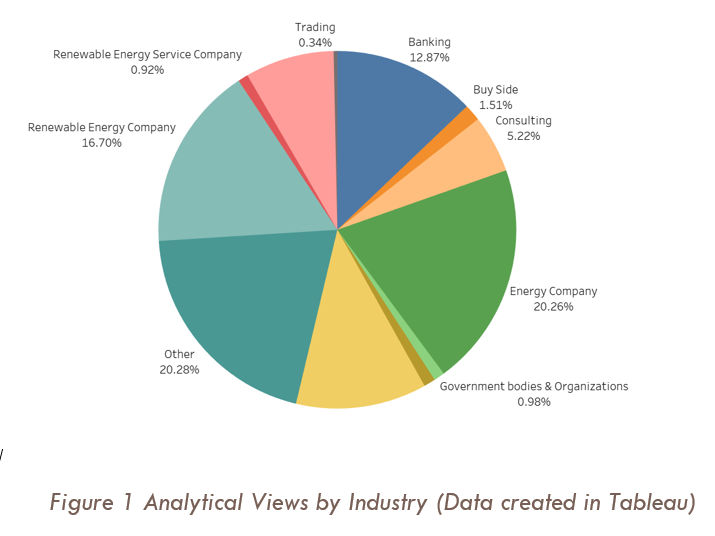 Trading
0.34%
Banking
12.87%
Renewable Energy Service Company
0.92%
Buy Side
1.51%
Consulting
5.22%
Renewable Energy Company
16.70%
Energy Company
20.26%
Other
20.28%
Government bodies & Organizations
0.98%
Figure 1 Analytical Views by Industry (Data created in Tableau)